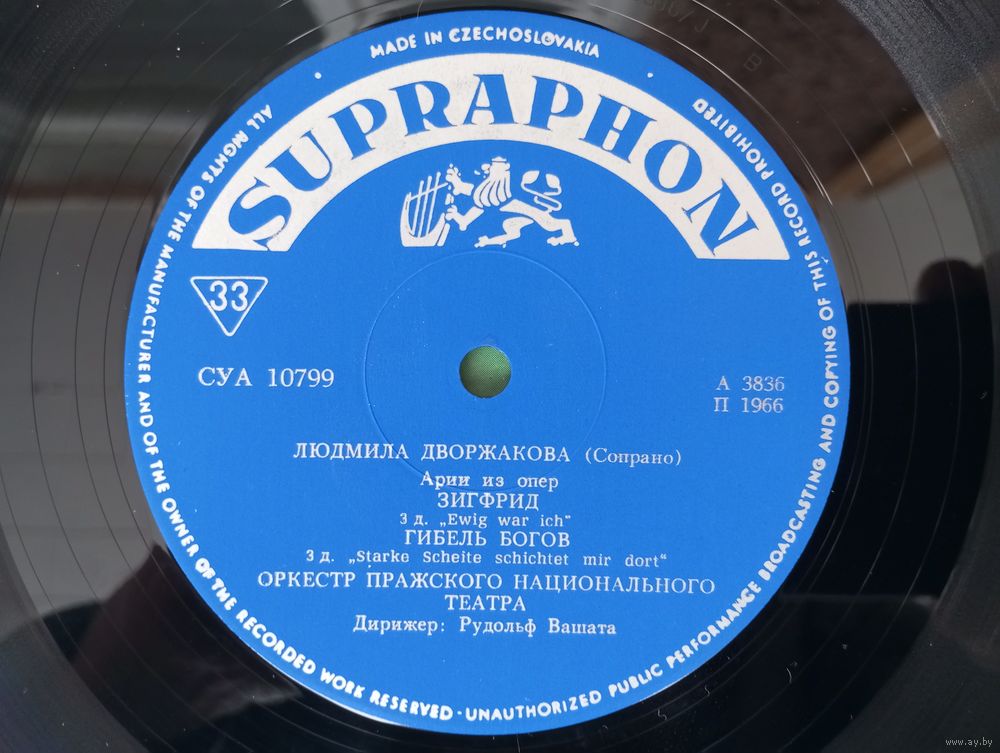 MADE IN CZECHOSLOVAKIA
SUPRAPHON
33
СУА 10799
А 3836
П 1966
ЛЮДМИЛА ДВОРЖАКОВА (Сопрано)
Арии из опер
ЗИГФРИД
3 д. „Ewig war ich“
ГИБЕЛЬ БОГОВ
3 д. „Starke Scheite schichtet mir dort“
ОРКЕСТР ПРАЖСКОГО НАЦИОНАЛЬНОГО
ТЕАТРА
Дирижер: Рудольф Вашата
ALL RIGHTS OF THE MANUFACTURER AND OF THE OWNER OF THE RECORDED WORK RESERVED - UNAUTHORIZED PUBLIC PERFORMANCE BROADCASTING AND COPYING OF THIS RECORD PROHIBITED
www.ay.by